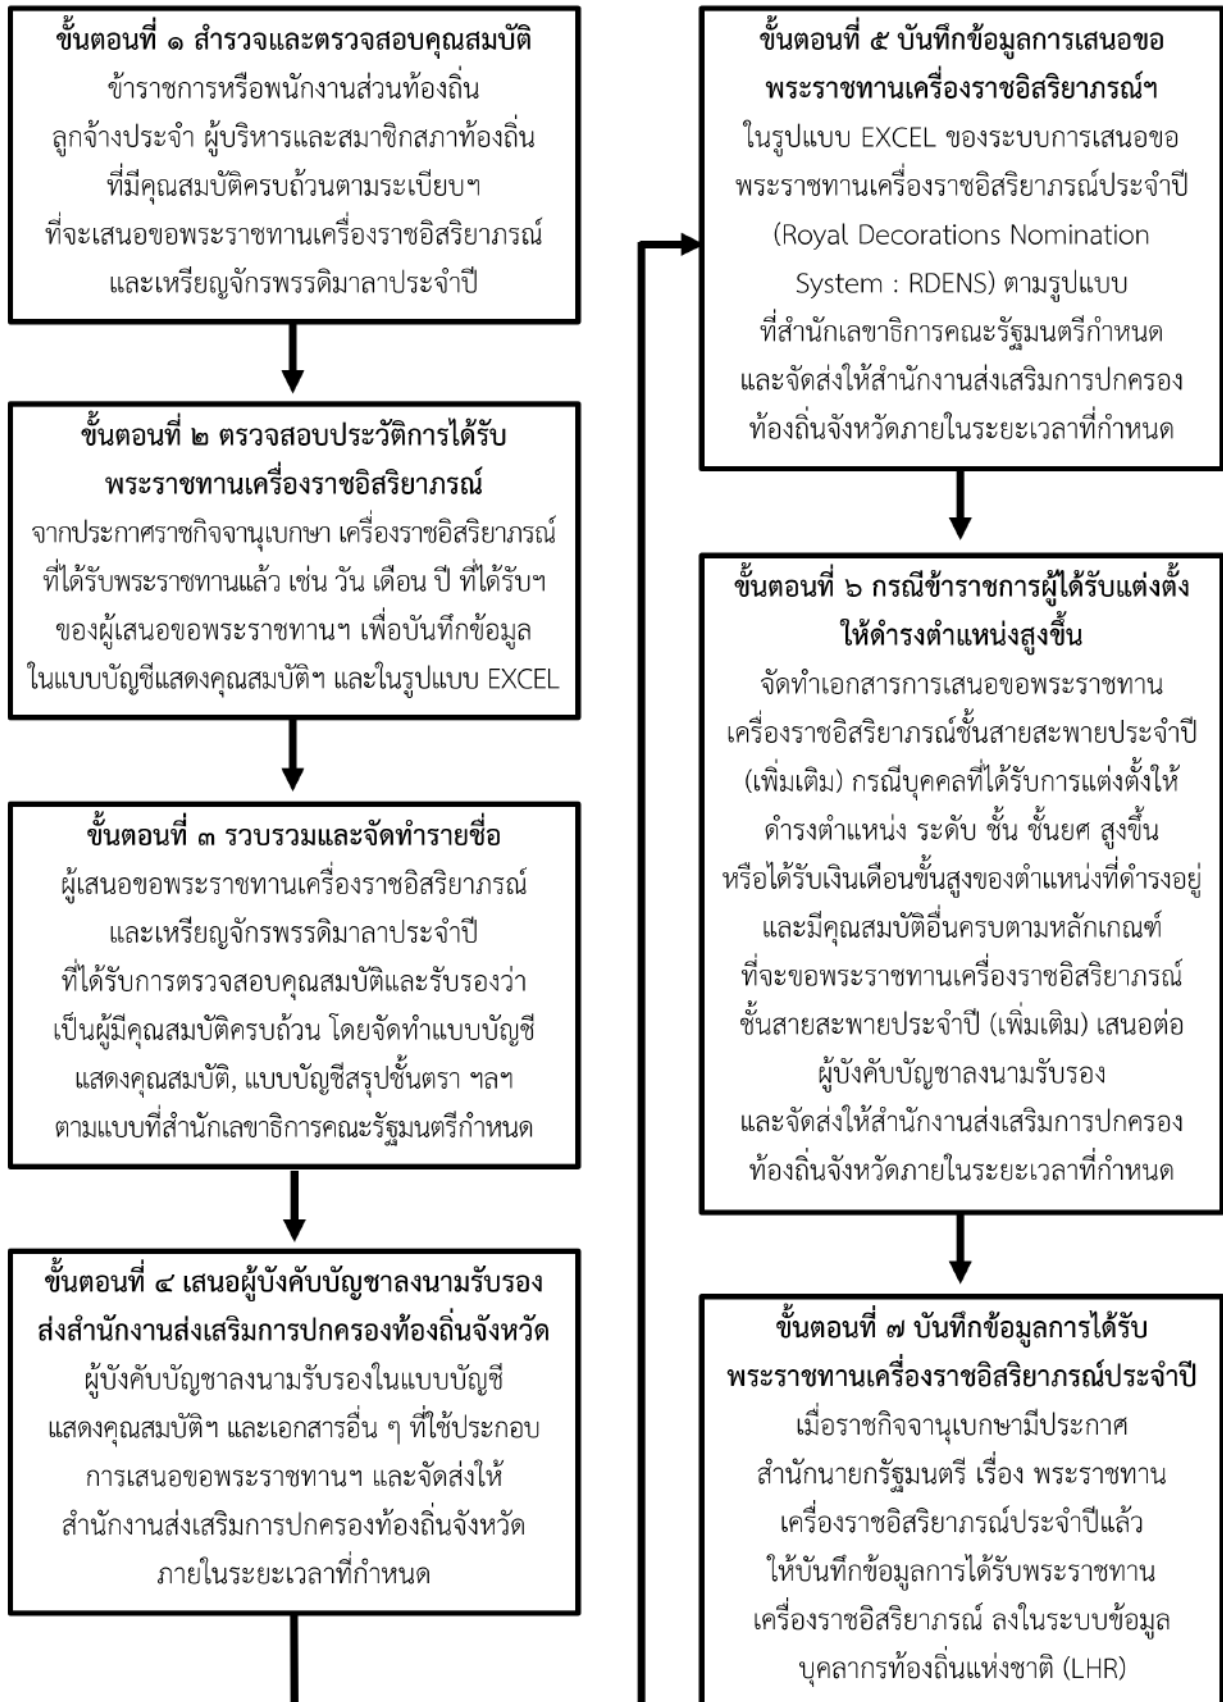 ขั้นตอนที่ ๑ สำรวจและตรวจสอบคุณสมบัติ
ข้าราชการหรือพนักงานส่วนท้องถิ่น
ลูกจ้างประจำ ผู้บริหารและสมาชิกสภาท้องถิ่น
ที่มีคุณสมบัติครบถ้วนตามระเบียบฯ
ที่จะเสนอขอพระราชทานเครื่องราชอิสริยาภรณ์
และเหรียญจักรพรรดิมาลาประจำปี
ขั้นตอนที่ ๒ ตรวจสอบประวัติการได้รับ
พระราชทานเครื่องราชอิสริยาภรณ์
จากประกาศราชกิจจานุเบกษา เครื่องราชอิสริยาภรณ์
ที่ได้รับพระราชทานแล้ว เช่น วัน เดือน ปี ที่ได้รับฯ
ของผู้เสนอขอพระราชทานฯ เพื่อบันทึกข้อมูล
ในแบบบัญชีแสดงคุณสมบัติฯ และในรูปแบบ EXCEL
ขั้นตอนที่ ๓ รวบรวมและจัดทำรายชื่อ
ผู้เสนอขอพระราชทานเครื่องราชอิสริยาภรณ์
และเหรียญจักรพรรดิมาลาประจำปี
ที่ได้รับการตรวจสอบคุณสมบัติและรับรองว่า
เป็นผู้มีคุณสมบัติครบถ้วน โดยจัดทำแบบบัญชี
แสดงคุณสมบัติ, แบบบัญชีสรุปชั้นตรา ฯลฯ
ตามแบบที่สำนักเลขาธิการคณะรัฐมนตรีกำหนด
ขั้นตอนที่ ๔ เสนอผู้บังคับบัญชาลงนามรับรอง
ส่งสำนักงานส่งเสริมการปกครองท้องถิ่นจังหวัด
ผู้บังคับบัญชาลงนามรับรองในแบบบัญชี
แสดงคุณสมบัติฯ และเอกสารอื่น ๆ ที่ใช้ประกอบ
การเสนอขอพระราชทานฯ และจัดส่งให้
สำนักงานส่งเสริมการปกครองท้องถิ่นจังหวัด
ภายในระยะเวลาที่กำหนด
ขั้นตอนที่ ๕ บันทึกข้อมูลการเสนอขอ
พระราชทานเครื่องราชอิสริยาภรณ์ฯ
ในรูปแบบ EXCEL ของระบบการเสนอขอ
พระราชทานเครื่องราชอิสริยาภรณ์ประจำปี
(Royal Decorations Nomination
System : RDENS) ตามรูปแบบ
ที่สำนักเลขาธิการคณะรัฐมนตรีกำหนด
และจัดส่งให้สำนักงานส่งเสริมการปกครอง
ท้องถิ่นจังหวัดภายในระยะเวลาที่กำหนด
ขั้นตอนที่ ๖ กรณีข้าราชการผู้ได้รับแต่งตั้ง
ให้ดำรงตำแหน่งสูงขึ้น
จัดทำเอกสารการเสนอขอพระราชทาน
เครื่องราชอิสริยาภรณ์ชั้นสายสะพายประจำปี
(เพิ่มเติม) กรณีบุคคลที่ได้รับการแต่งตั้งให้
ดำรงตำแหน่ง ระดับ ชั้น ชั้นยศ สูงขึ้น
หรือได้รับเงินเดือนขั้นสูงของตำแหน่งที่ดำรงอยู่
และมีคุณสมบัติอื่นครบตามหลักเกณฑ์
ที่จะขอพระราชทานเครื่องราชอิสริยาภรณ์
ชั้นสายสะพายประจำปี (เพิ่มเติม) เสนอต่อ
ผู้บังคับบัญชาลงนามรับรอง
และจัดส่งให้สำนักงานส่งเสริมการปกครอง
ท้องถิ่นจังหวัดภายในระยะเวลาที่กำหนด
ขั้นตอนที่ ๗ บันทึกข้อมูลการได้รับ
พระราชทานเครื่องราชอิสริยาภรณ์ประจำปี
เมื่อราชกิจจานุเบกษามีประกาศ
สำนักนายกรัฐมนตรี เรื่อง พระราชทาน
เครื่องราชอิสริยาภรณ์ประจำปีแล้ว
ให้บันทึกข้อมูลการได้รับพระราชทาน
เครื่องราชอิสริยาภรณ์ ลงในระบบข้อมูล
บุคลากรท้องถิ่นแห่งชาติ (LHR)